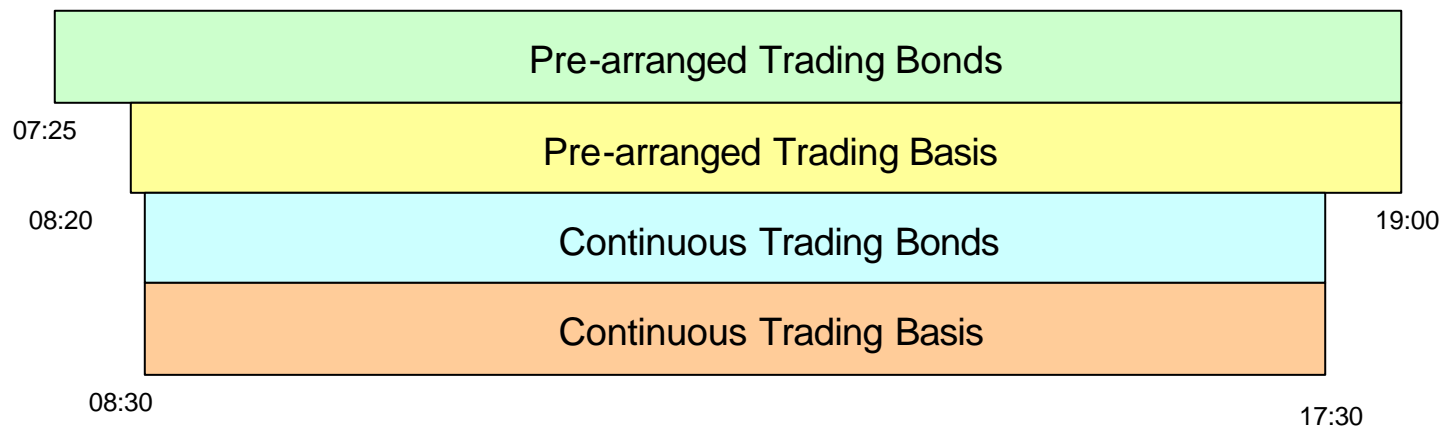 Pre-arranged Trading Bonds
07:25
Pre-arranged Trading Basis
08:20
19:00
Continuous Trading Bonds
Continuous Trading Basis
08:30
17:30